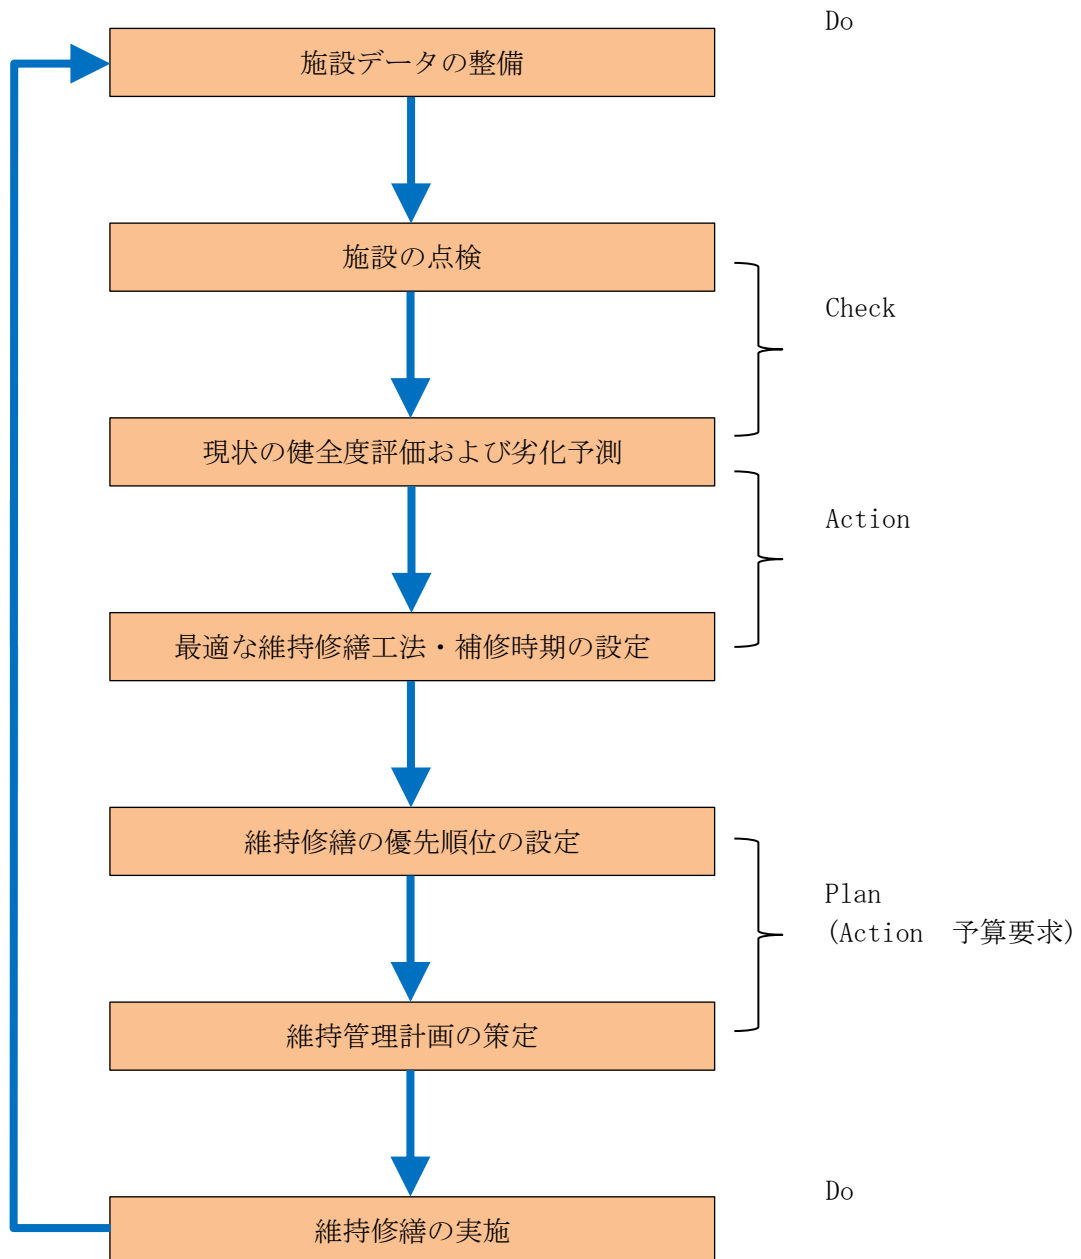 Do
施設データの整備
施設の点検
Check
現状の健全度評価および劣化予測
Action
最適な維持修繕工法・補修時期の設定
維持修繕の優先順位の設定
Plan
(Action　予算要求)
維持管理計画の策定
Do
維持修繕の実施